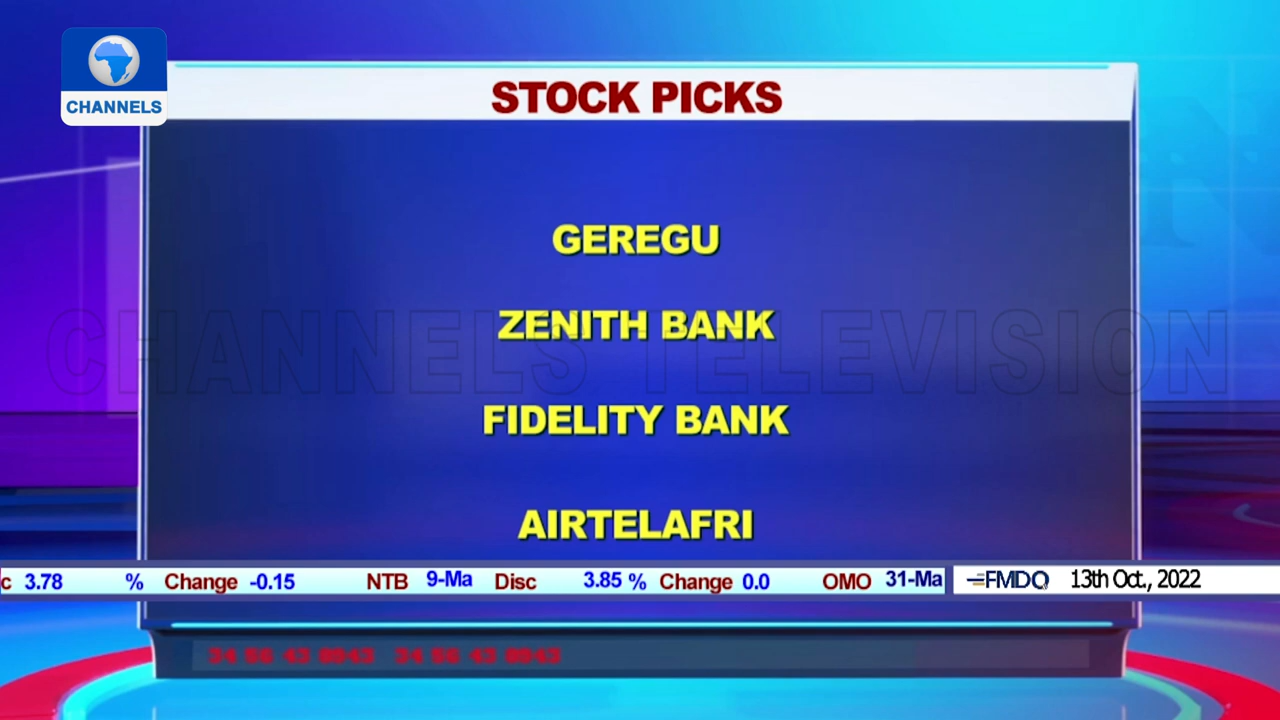 CHANNELS
STOCK PICKS
GEREGU
ZENITH BANK
CHANNELS TELEVISION
FIDELITY BANK
AIRTELAFRI
c 3.78 % Change -0.15 NTB 9-Ma Disc 3.85 % Change 0.0 OMO 31-Ma FMDQ 13th Oct., 2022